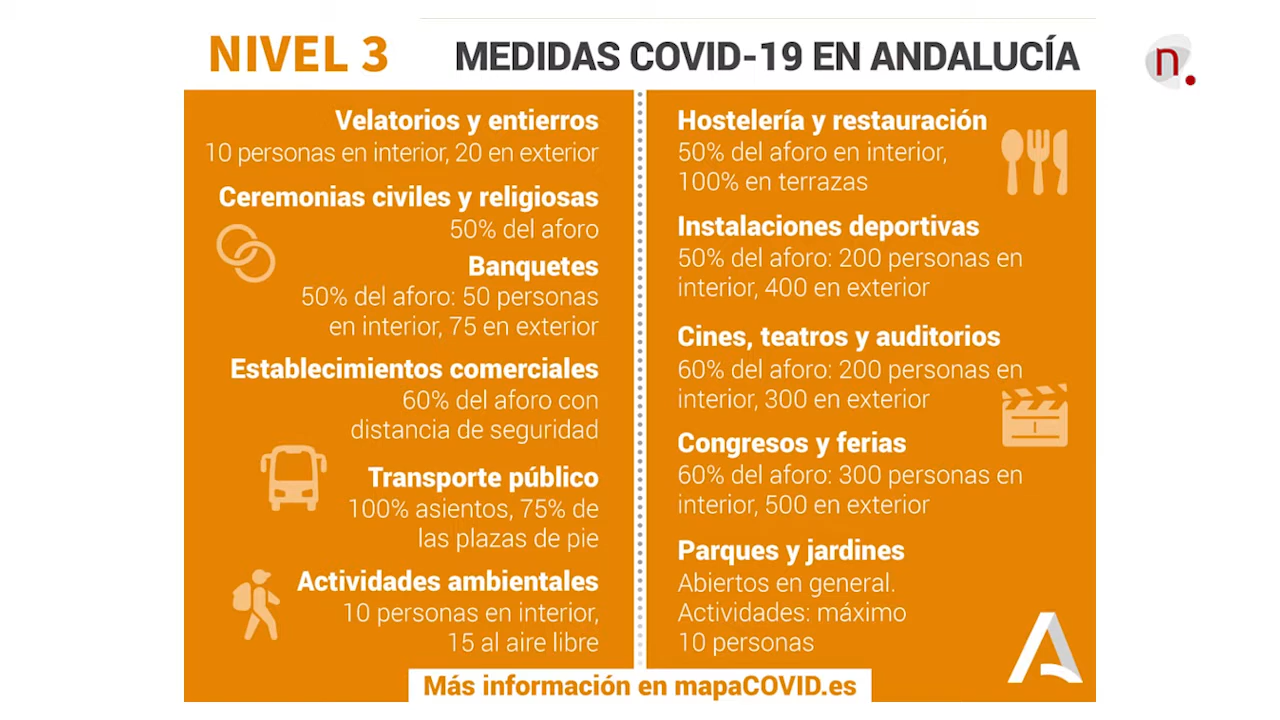 NIVEL 3
MEDIDAS COVID-19 EN ANDALUCÍA
n.
Velatorios y entierros
10 personas en interior, 20 en exterior
Ceremonias civiles y religiosas
50% del aforo
Banquetes
50% del aforo: 50 personas
en interior, 75 en exterior
Establecimientos comerciales
60% del aforo con
distancia de seguridad
Transporte público
100% asientos, 75% de
las plazas de pie
Actividades ambientales
10 personas en interior,
15 al aire libre
Hostelería y restauración
50% del aforo en interior,
100% en terrazas
Instalaciones deportivas
50% del aforo: 200 personas en
interior, 400 en exterior
Cines, teatros y auditorios
60% del aforo: 200 personas en
interior, 300 en exterior
Congresos y ferias
60% del aforo: 300 personas en
interior, 500 en exterior
Parques y jardines
Abiertos en general.
Actividades: máximo
10 personas
Más información en mapaCOVID.es